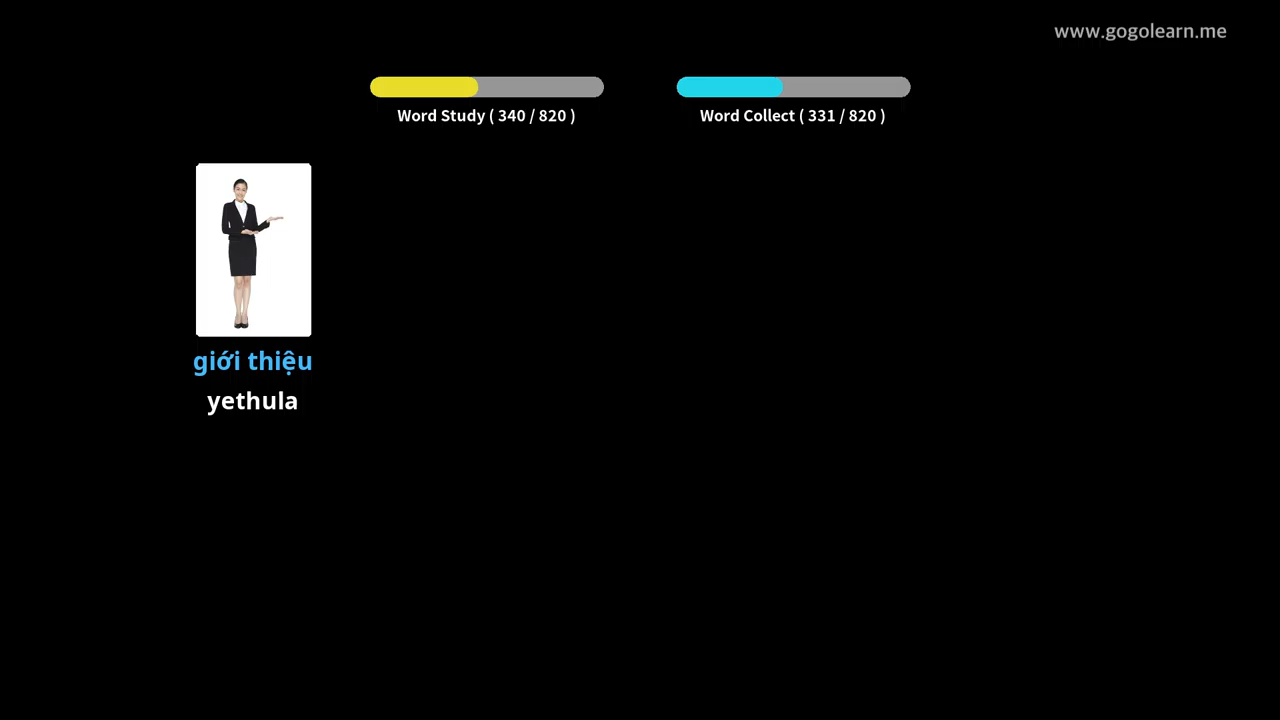 www.gogolearn.me
Word Study ( 340 / 820 )
Word Collect ( 331 / 820 )
giới thiệu
yethula